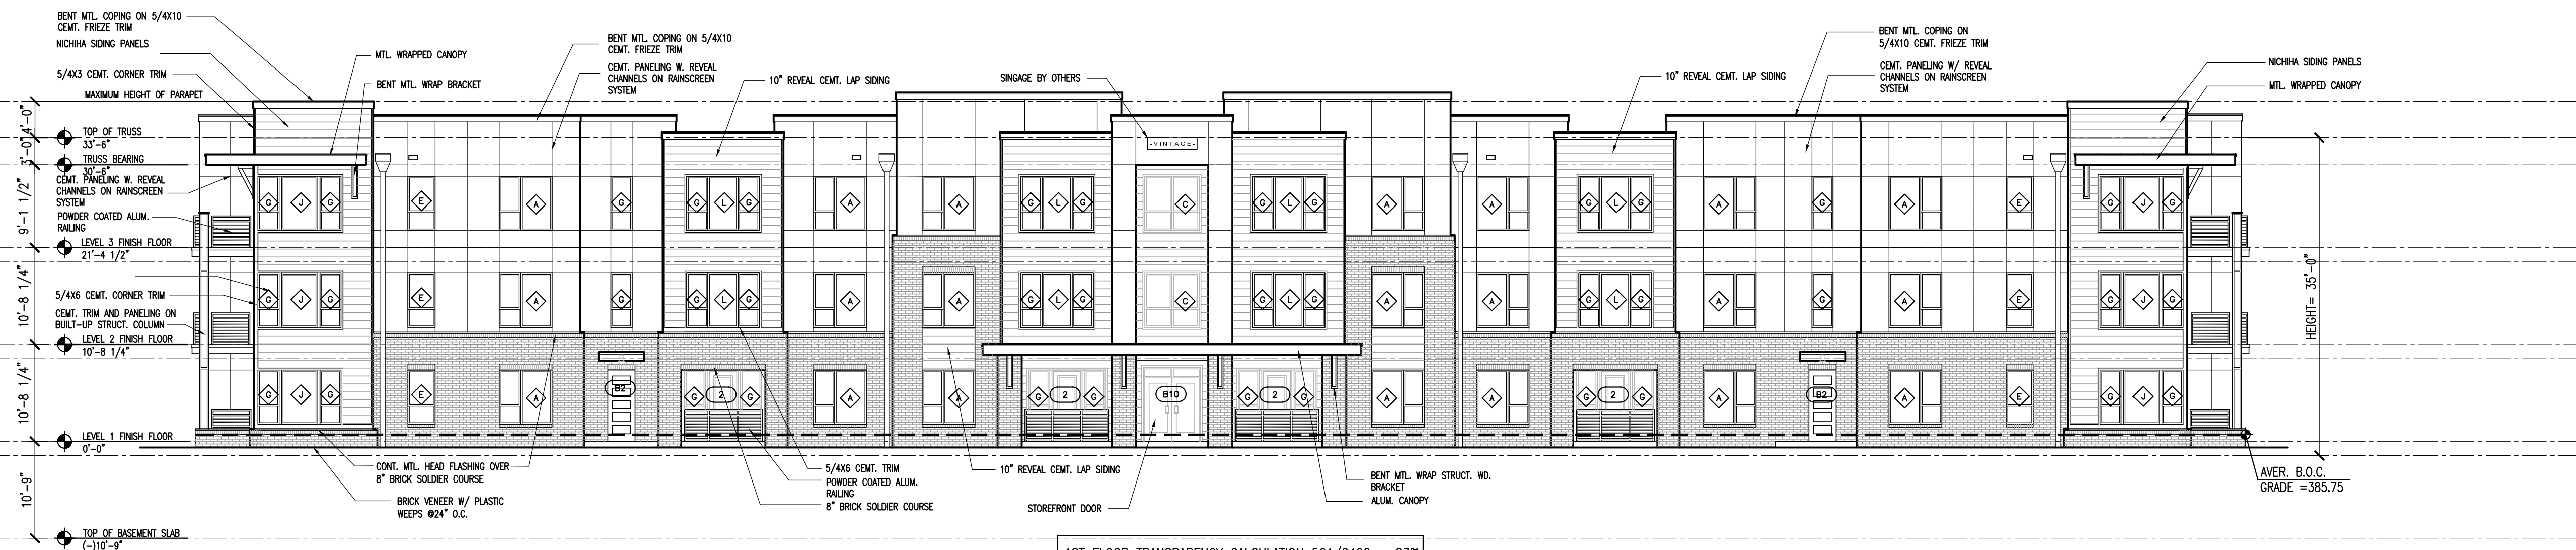 BENT MTL. COPING ON 5/4X10
CEMT. FRIEZE TRIM
NICHIHA SIDING PANELS
5/4X3 CEMT. CORNER TRIM
MAXIMUM HEIGHT OF PARAPET
MTL. WRAPPED CANOPY
BENT MTL. WRAP BRACKET
BENT MTL. COPING ON 5/4X10
CEMT. FRIEZE TRIM
CEMT. PANELING W. REVEAL
CHANNELS ON RAINSCREEN
SYSTEM
10" REVEAL CEMT. LAP SIDING
SINGAGE BY OTHERS
-VINTAGE-
10" REVEAL CEMT. LAP SIDING
BENT MTL. COPING ON
5/4X10 CEMT. FRIEZE TRIM
CEMT. PANELING W/ REVEAL
CHANNELS ON RAINSCREEN
SYSTEM
NICHIHA SIDING PANELS
MTL. WRAPPED CANOPY
4'-0"
3'-0"
9'-1 1/2"
10'-8 1/4"
10'-8 1/4"
10'-9"
TOP OF TRUSS
33'-6"
TRUSS BEARING
30'-6"
CEMT. PANELING W. REVEAL
CHANNELS ON RAINSCREEN
SYSTEM
POWDER COATED ALUM.
RAILING
LEVEL 3 FINISH FLOOR
21'-4 1/2"
5/4X6 CEMT. CORNER TRIM
CEMT. TRIM AND PANELING ON
BUILT-UP STRUCT. COLUMN
LEVEL 2 FINISH FLOOR
10'-8 1/4"
LEVEL 1 FINISH FLOOR
0'-0"
TOP OF BASEMENT SLAB
(-)10'-9"
G J G E A G G L G A A G L G C G L G A A G L G A G A E G J G
G J G E A G G L G A A G L G C G L G A A G L G A G A E G J G
G J G E A B2 G 2 G A A G 2 G B10 G 2 G A A G 2 G A B2 A E G J G
HEIGHT= 35'-0"
CONT. MTL. HEAD FLASHING OVER
8" BRICK SOLDIER COURSE
BRICK VENEER W/ PLASTIC
WEEPS @24" O.C.
5/4X6 CEMT. TRIM
POWDER COATED ALUM.
RAILING
8" BRICK SOLDIER COURSE
10" REVEAL CEMT. LAP SIDING
STOREFRONT DOOR
BENT MTL. WRAP STRUCT. WD.
BRACKET
ALUM. CANOPY
AVER. B.O.C.
GRADE =385.75
1ST FLOOR TRANSPARENCY CALCULATION